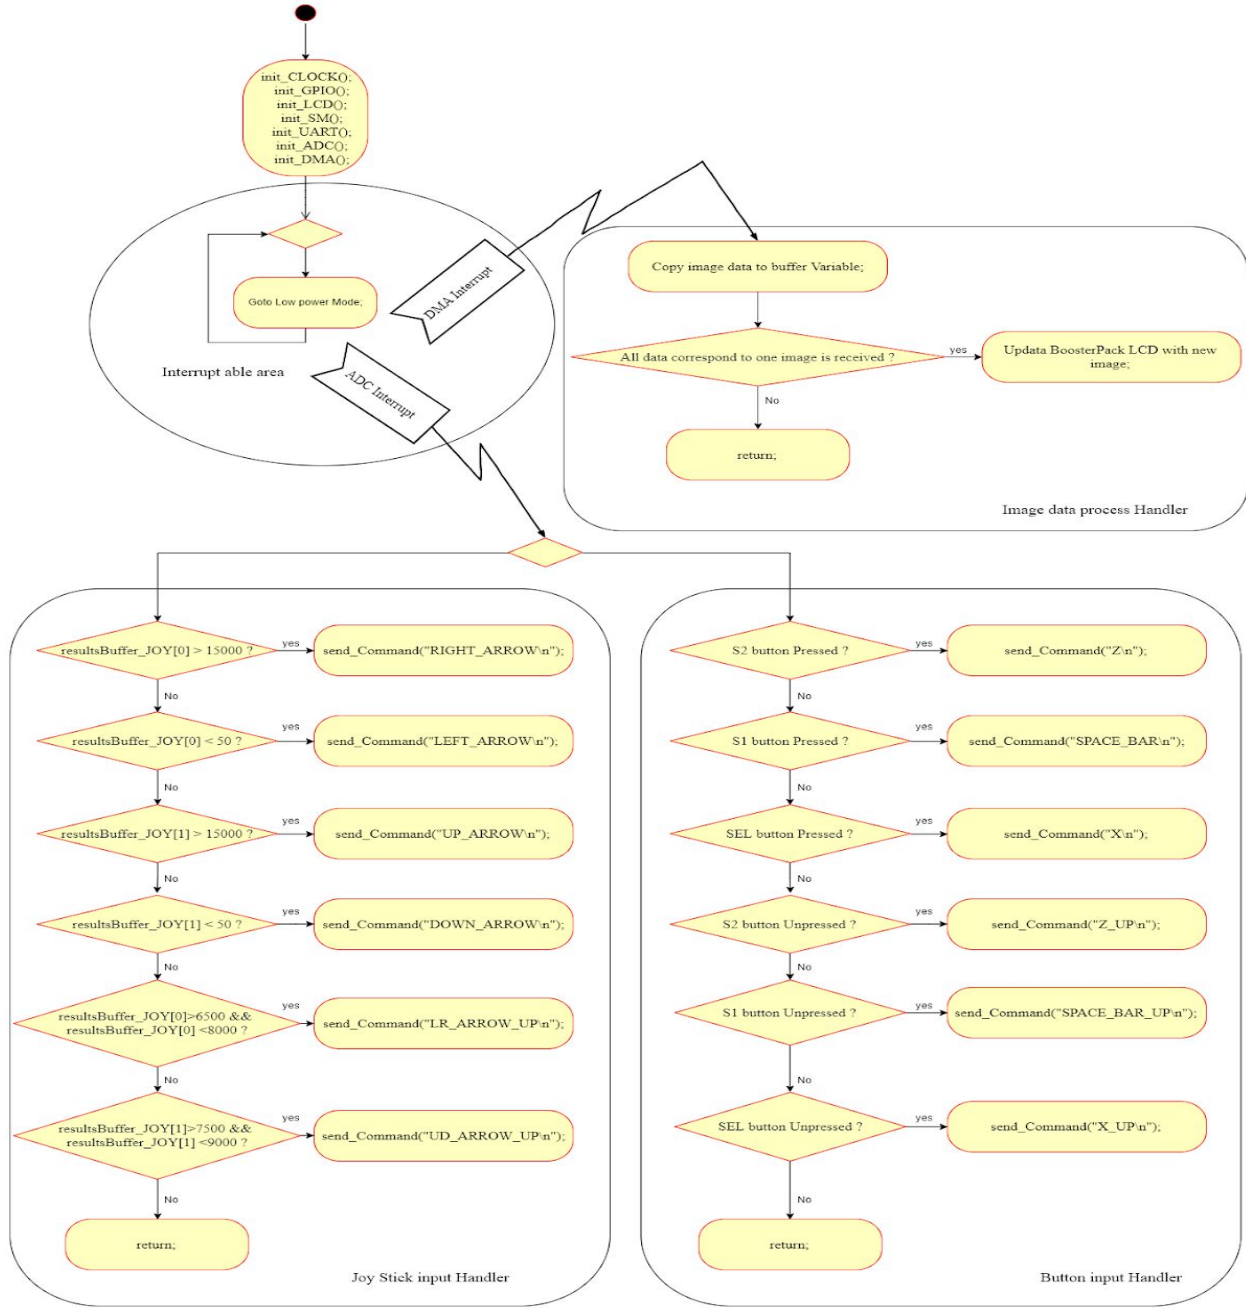 init_CLOCK();
init_GPIO();
init_LCD();
init_SM();
init_UART();
init_ADC();
init_DMA();
Goto Low power Mode;
Interrupt able area
DMA Interrupt
ADC Interrupt
Copy image data to buffer Variable;
All data correspond to one image is received ?
yes
Updata BoosterPack LCD with new
image;
No
return;
Image data process Handler
resultsBuffer_JOY[0] > 15000 ?
yes
send_Command("RIGHT_ARROW\n");
No
resultsBuffer_JOY[0] < 50 ?
yes
send_Command("LEFT_ARROW\n");
No
resultsBuffer_JOY[1] > 15000 ?
yes
send_Command("UP_ARROW\n");
No
resultsBuffer_JOY[1] < 50 ?
yes
send_Command("DOWN_ARROW\n");
No
resultsBuffer_JOY[0]>6500 &&
resultsBuffer_JOY[0] <8000 ?
yes
send_Command("LR_ARROW_UP\n");
No
resultsBuffer_JOY[1]>7500 &&
resultsBuffer_JOY[1] <9000 ?
yes
send_Command("UD_ARROW_UP\n");
No
return;
Joy Stick input Handler
S2 button Pressed ?
yes
send_Command("Z\n");
No
S1 button Pressed ?
yes
send_Command("SPACE_BAR\n");
No
SEL button Pressed ?
yes
send_Command("X\n");
No
S2 button Unpressed ?
yes
send_Command("Z_UP\n");
No
S1 button Unpressed ?
yes
send_Command("SPACE_BAR_UP\n");
No
SEL button Unpressed ?
yes
send_Command("X_UP\n");
No
return;
Button input Handler